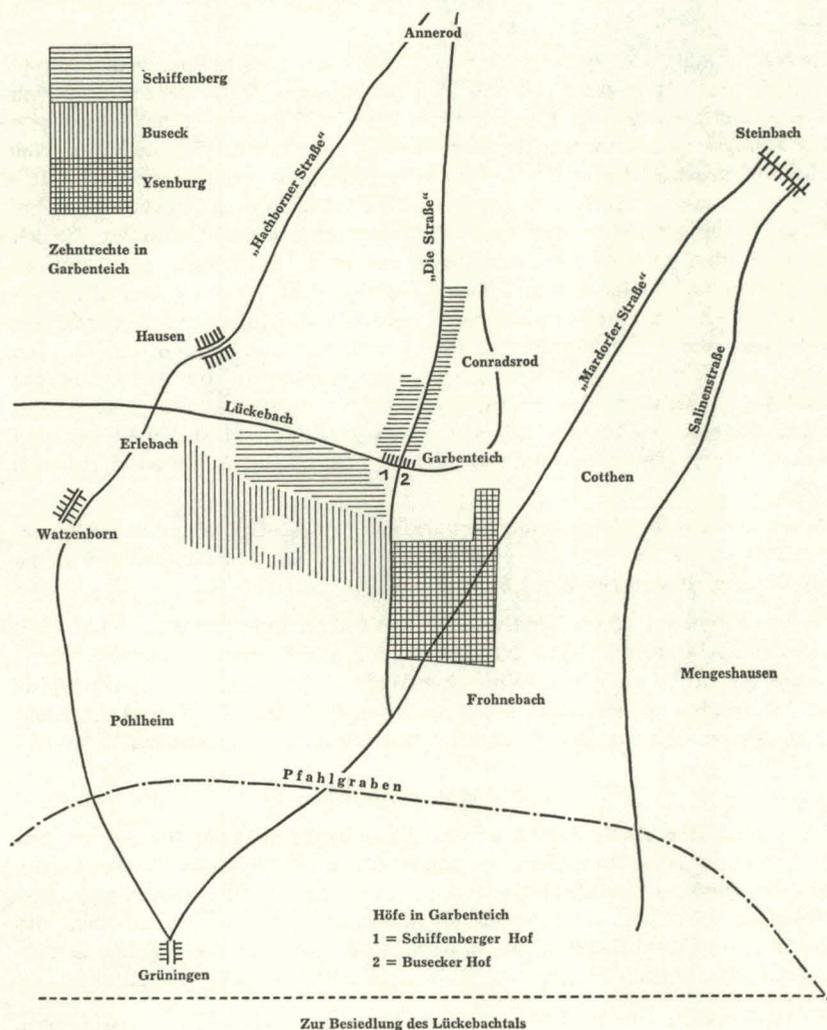 Annerod
Schiffenberg
Buseck
Ysenburg
Zehntrechte in
Garbenteich
„Hachborner Straße“
„Die Straße“
Steinbach
„Mardorfer Straße“
Salinenstraße
Hausen
Conradsrod
Lückebach
Erlebach
Garbenteich
1 2
Cotthen
Watzenborn
Mengeshausen
Frohnebach
Pohlheim
Pfahlgraben
Höfe in Garbenteich
1 = Schiffenberger Hof
2 = Busecker Hof
Grüningen
Zur Besiedlung des Lückebachtals